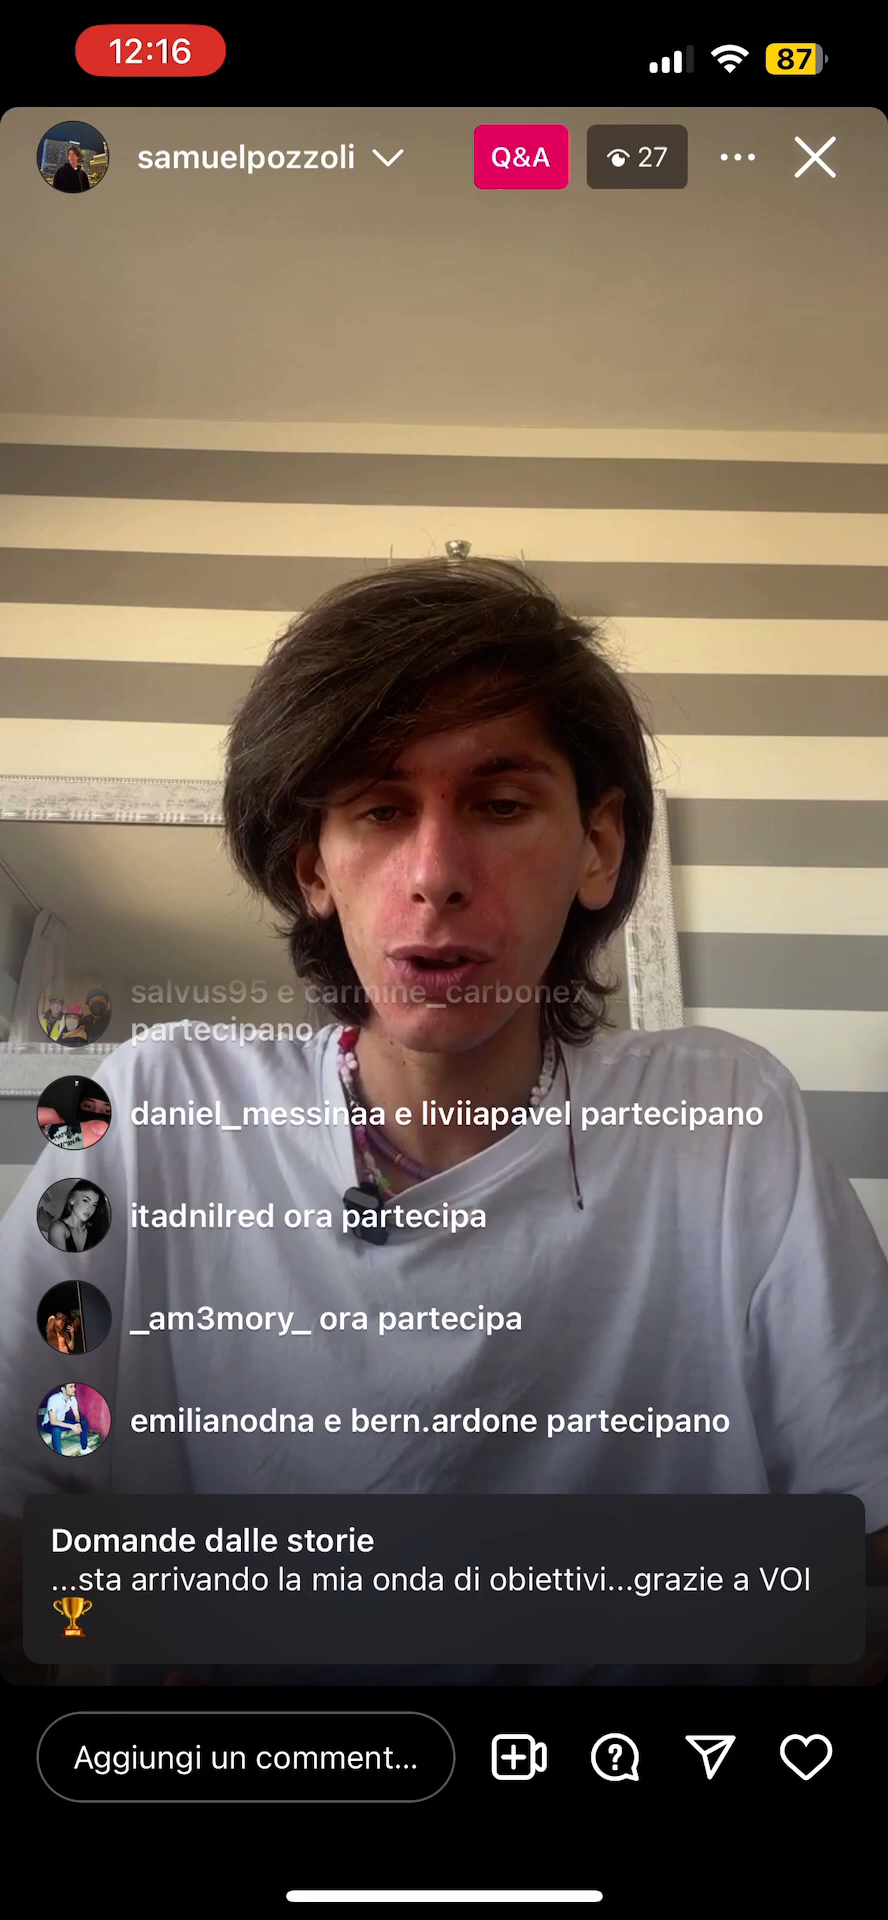 12:16
87
samuelpozzoli
Q&A
27
salvus95 e carmine_carbone7
partecipano
daniel_messinaa e liviiapavel partecipano
itadnilred ora partecipa
_am3mory_ ora partecipa
emilianodna e bern.ardone partecipano
Domande dalle storie
...sta arrivando la mia onda di obiettivi...grazie a VOI
🏆
Aggiungi un comment...